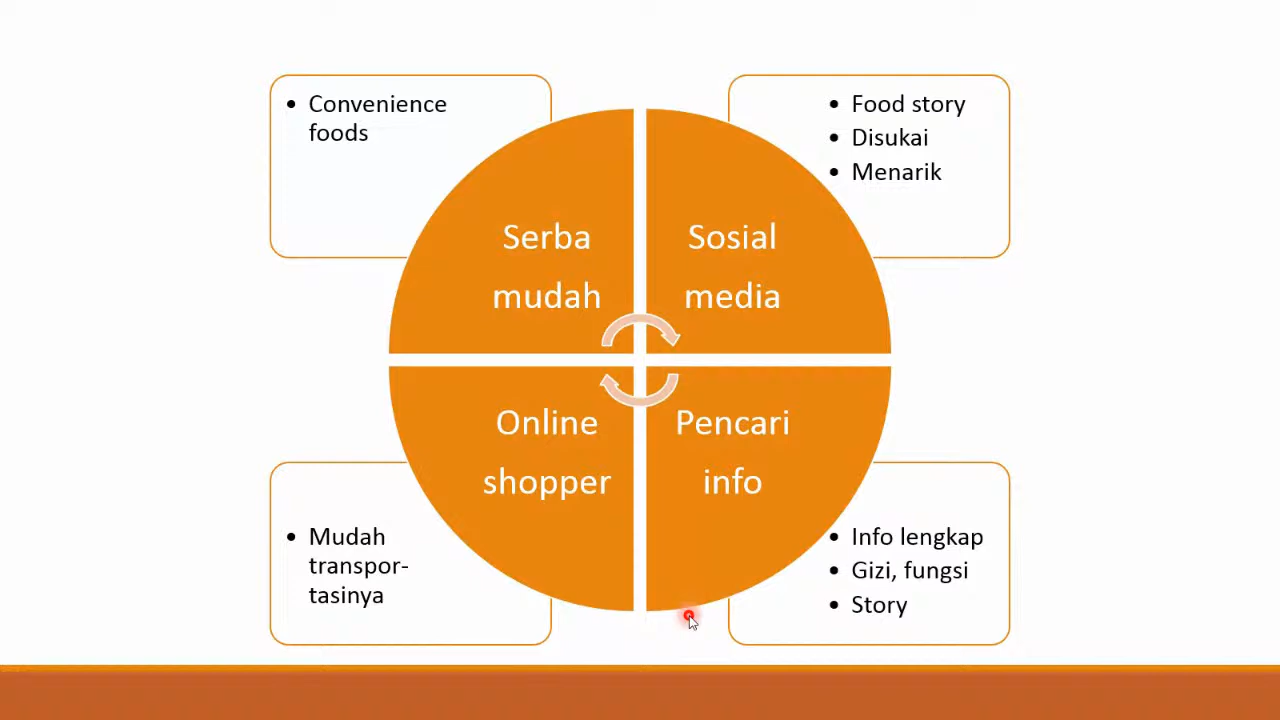 • Convenience
foods
• Food story
• Disukai
• Menarik
Serba
mudah
Sosial
media
Online
shopper
Pencari
info
• Mudah
transpor-
tasinya
• Info lengkap
• Gizi, fungsi
• Story